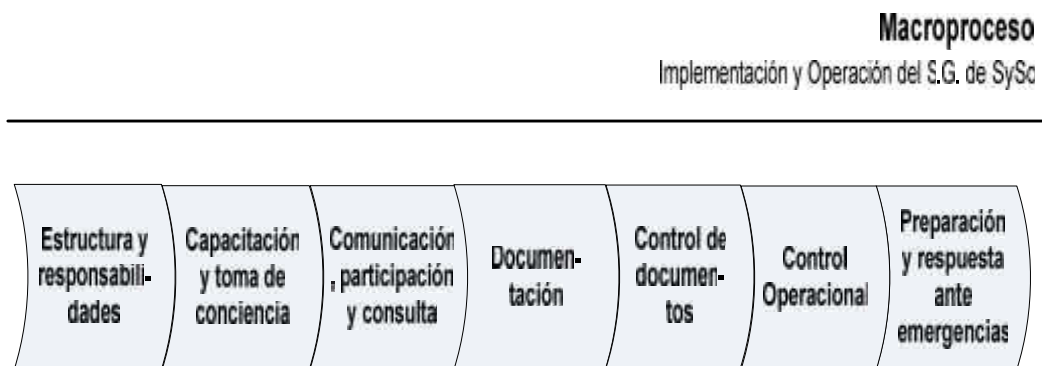 Macroproceso
Implementación y Operación del S.G. de SySo
Estructura y
responsabili-
dades
Capacitación
y toma de
conciencia
Comunicación
, participación
y consulta
Documen-
tación
Control de
documen-
tos
Control
Operacional
Preparación
y respuesta
ante
emergencias